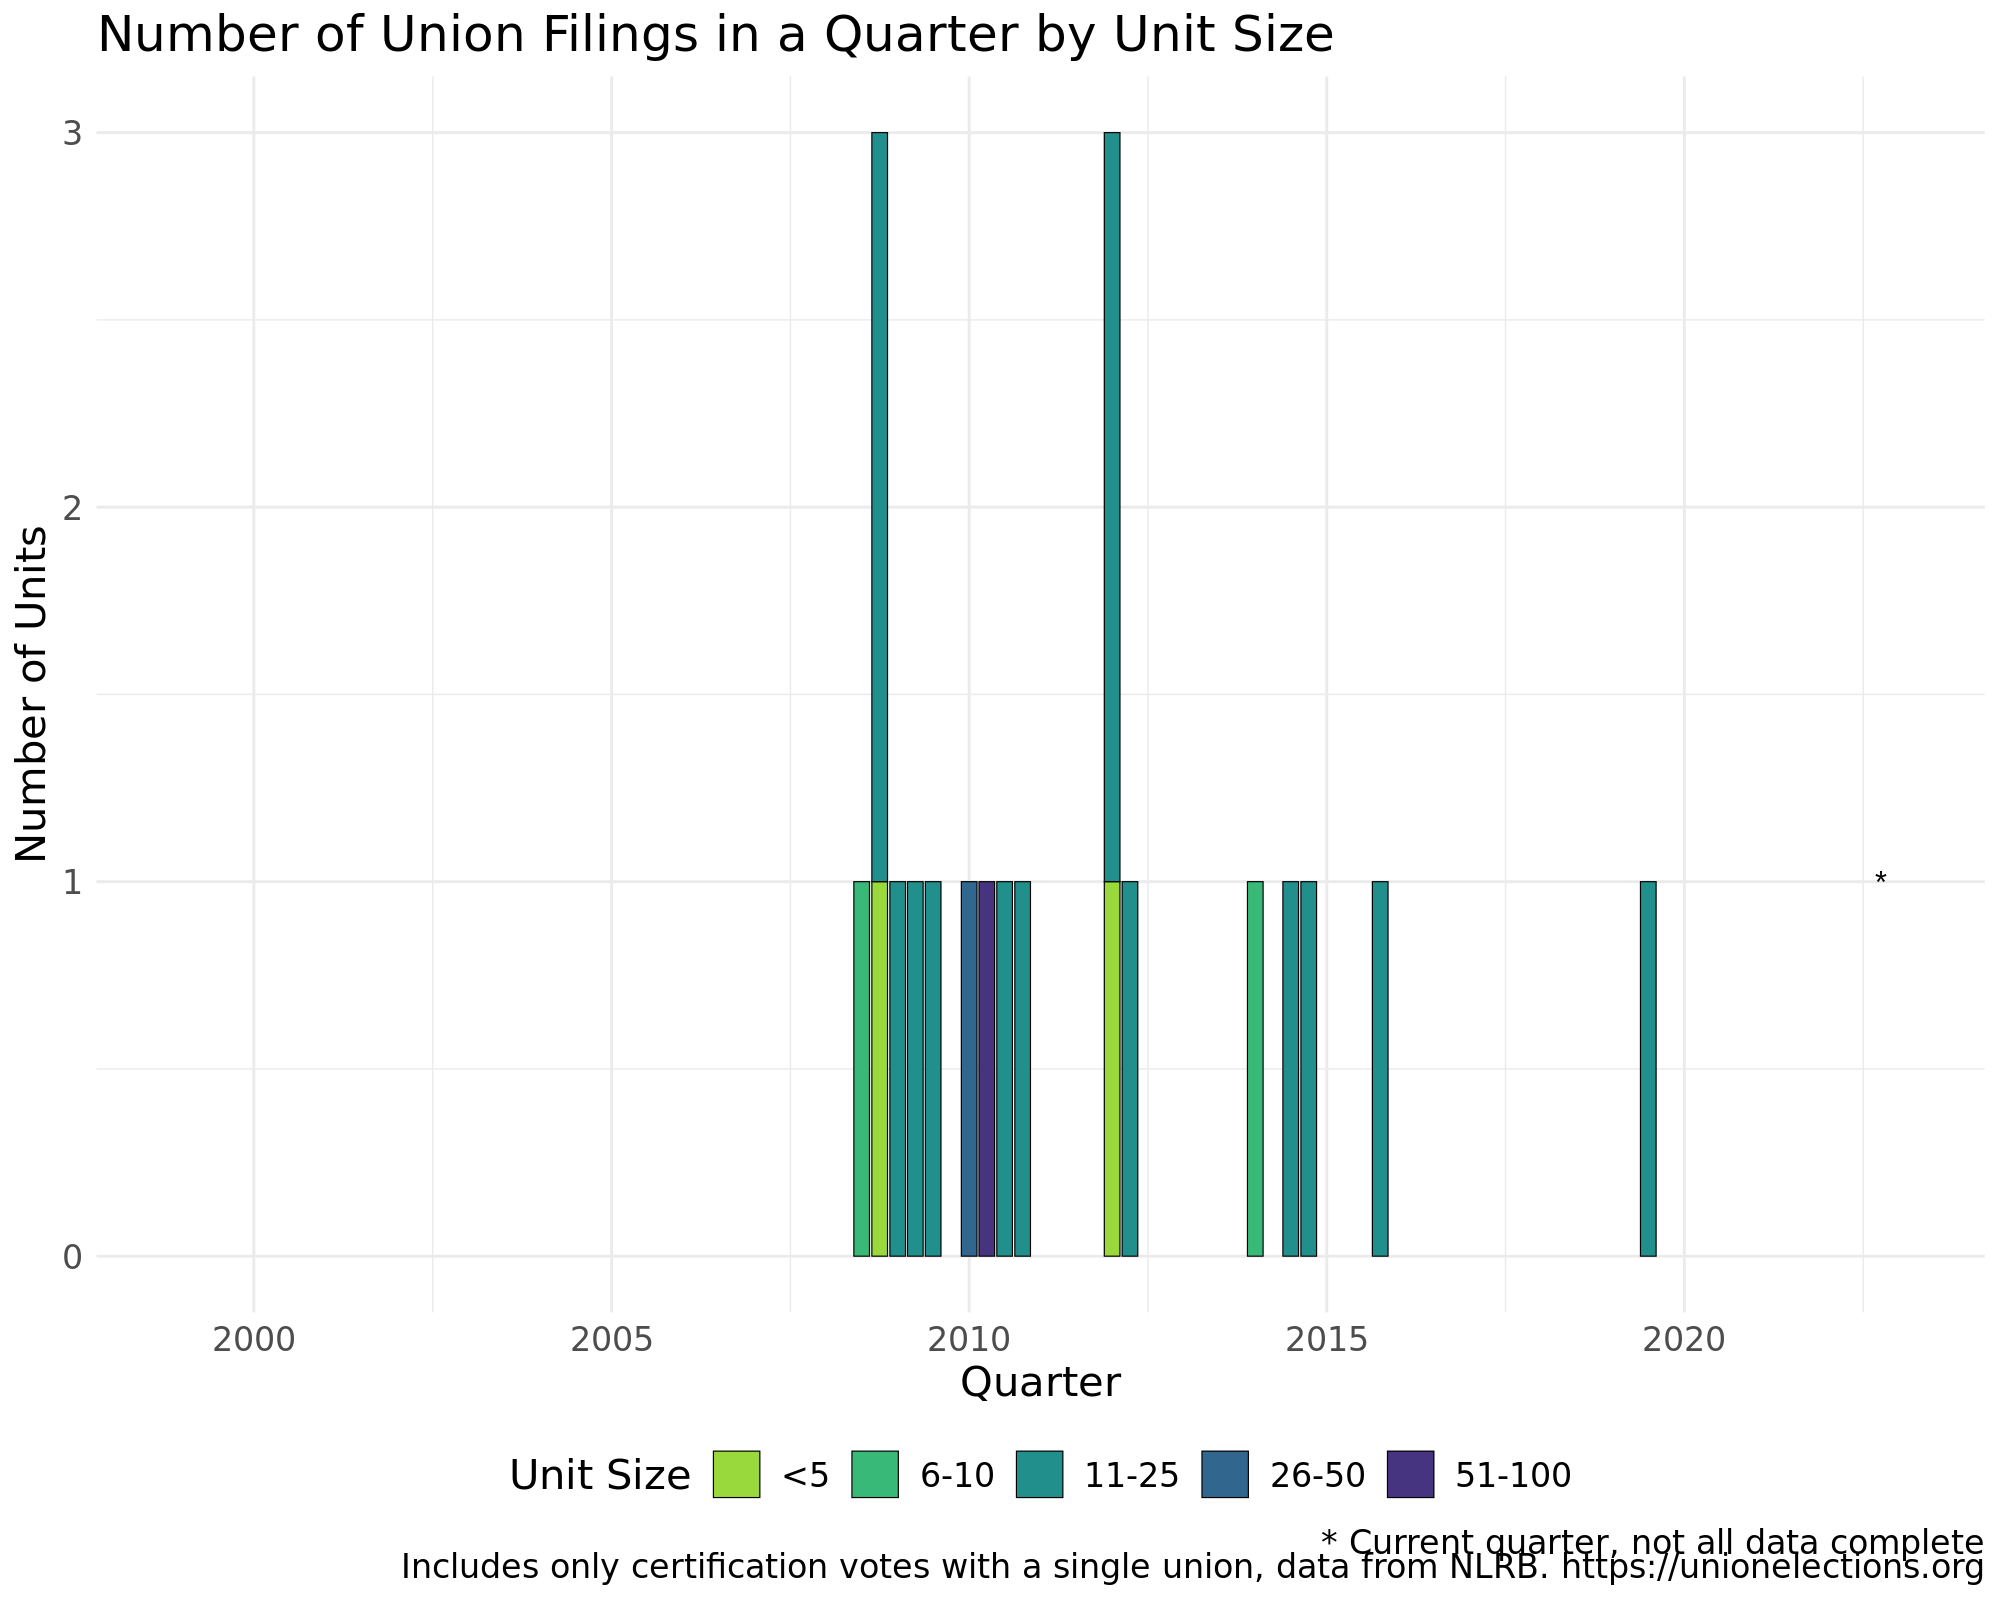 Number of Union Filings in a Quarter by Unit Size
Number of Units
3
2
1
0
*
2000 2005 2010 2015 2020
Quarter
Unit Size <5 6-10 11-25 26-50 51-100
* Current quarter, not all data complete
Includes only certification votes with a single union, data from NLRB. https://unionelections.org